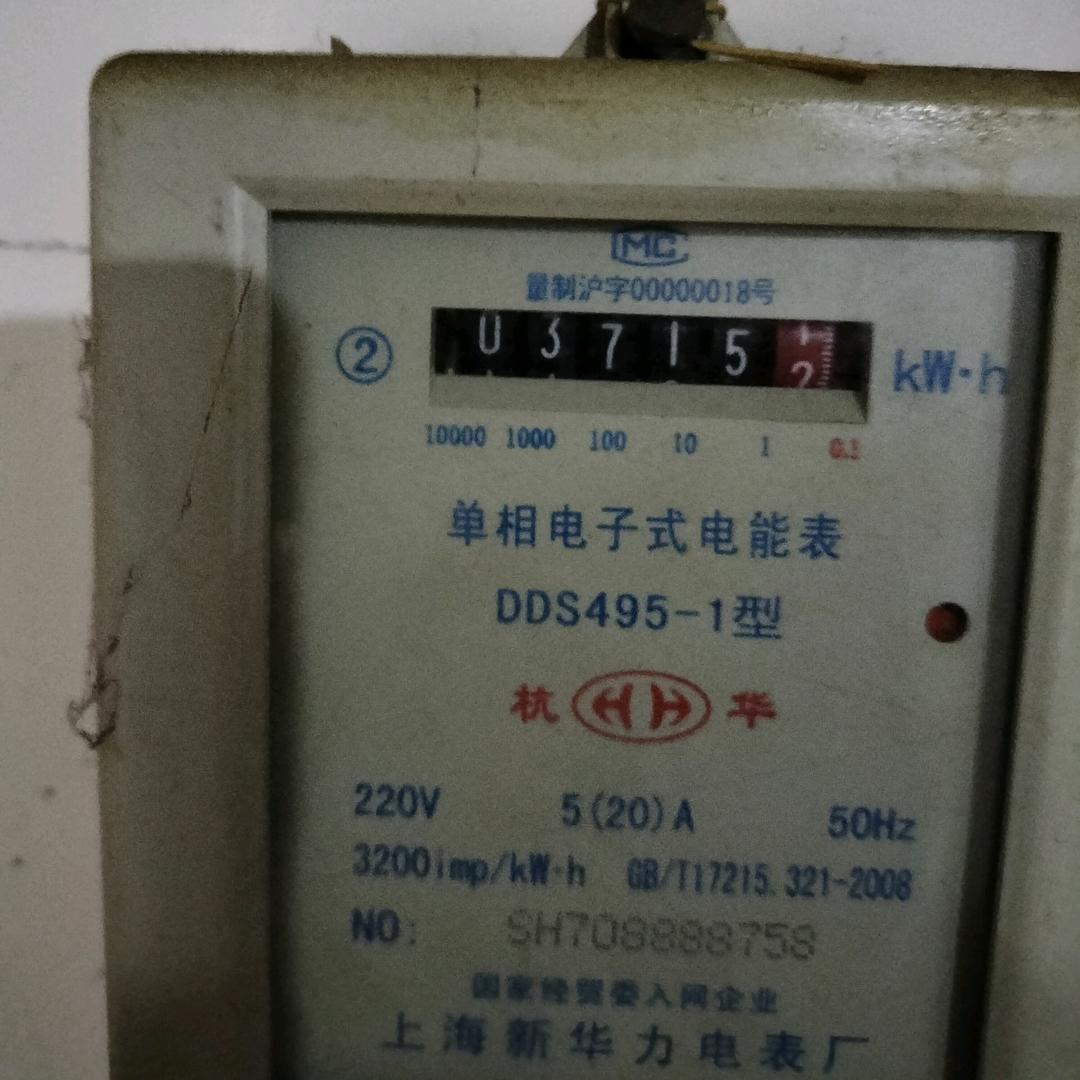 MC
量制沪字00000018号
② 03715 kW·h
10000 1000 100 10 1 0.1
单相电子式电能表
DDS495-1型
杭 HH 华
220V 5(20)A 50Hz
3200imp/kW·h GB/T17215.321-2008
NO: SH708888758
国家经贸委入网企业
上海新华力电表厂